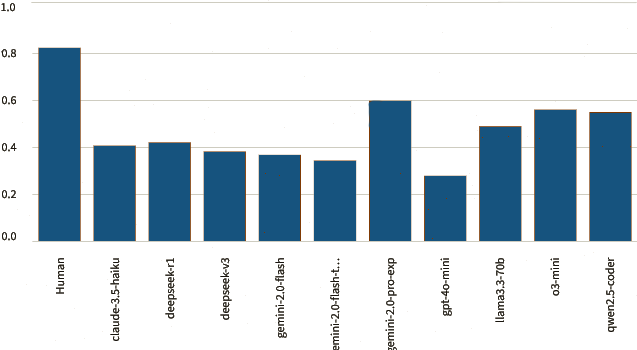 1.0
0.8
0.6
0.4
0.2
0.0
Human
claude-3.5-haiku
deepseek-r1
deepseek-v3
gemini-2.0-flash
emini-2.0-flash-t...
emini-2.0-pro-exp
gpt-4o-mini
llama3.3-70b
o3-mini
qwen2.5-coder